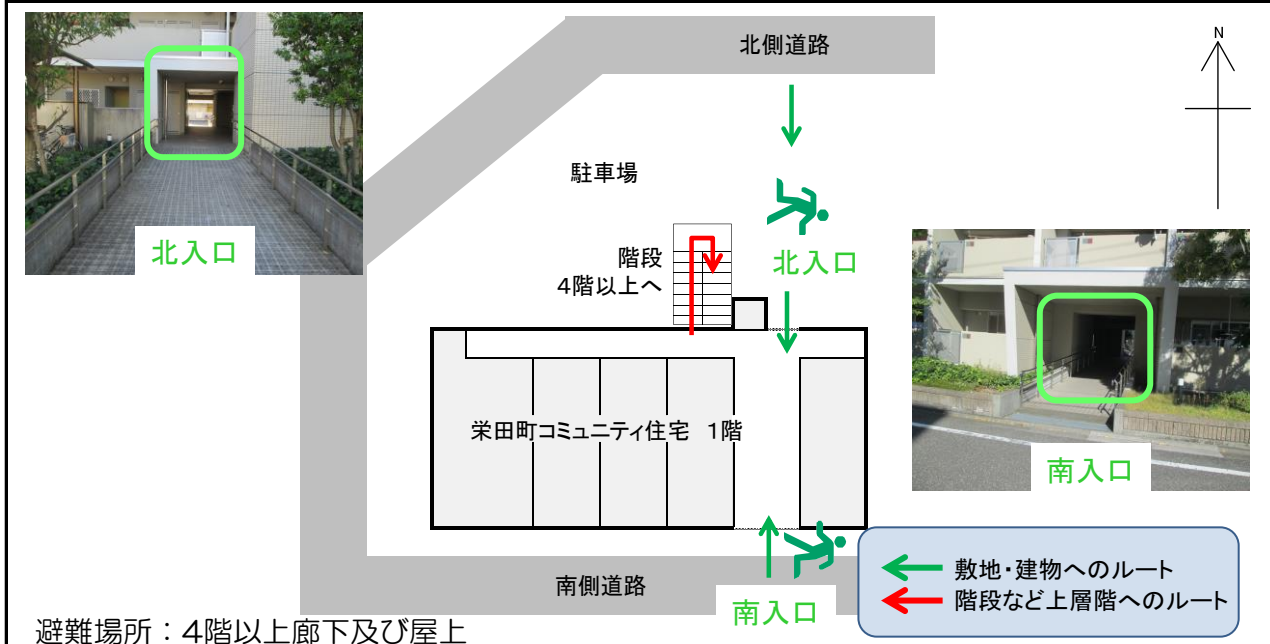 北側道路
N
駐車場
北入口
階段
4階以上へ
北入口
栄田町コミュニティ住宅 1階
南入口
南側道路
南入口
敷地・建物へのルート
階段など上層階へのルート
避難場所：4階以上廊下及び屋上